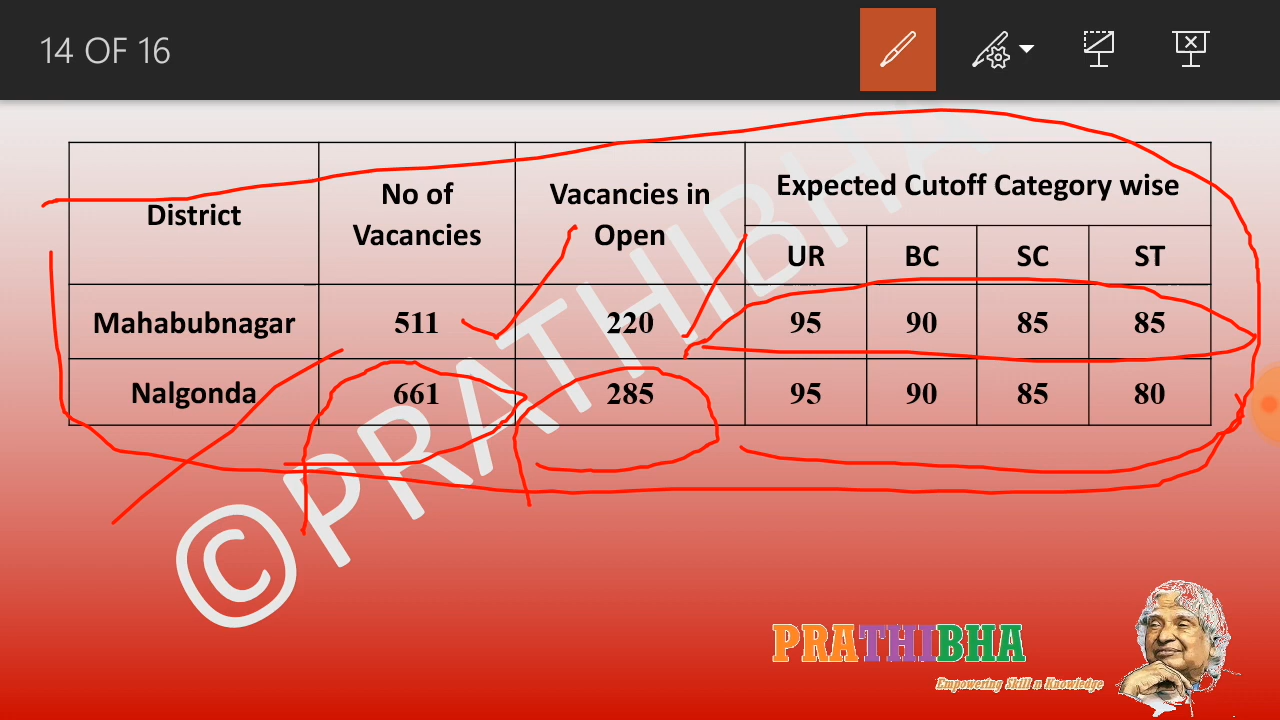 14 OF 16
District
No of
Vacancies
Vacancies in
Open
Expected Cutoff Category wise
UR BC SC ST
Mahabubnagar 511 220 95 90 85 85
Nalgonda 661 285 95 90 85 80
©PRATHIBHA
PRATHIBHA
Empowering Skill n Knowledge